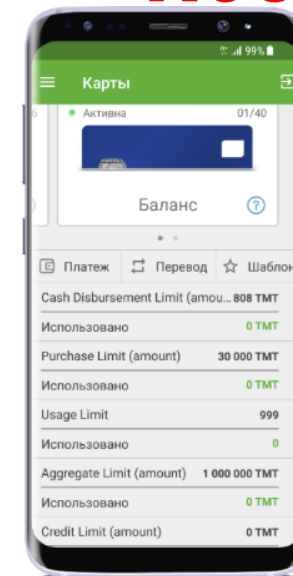 99%
Карты
6 Активна 01/40
Баланс ?
Платеж Перевод Шаблон
Cash Disbursement Limit (amou... 808 TMT
Использовано 0 TMT
Purchase Limit (amount) 30 000 TMT
Использовано 0 TMT
Usage Limit 999
Использовано 0
Aggregate Limit (amount) 1 000 000 TMT
Использовано 0 TMT
Credit Limit (amount) 0 TMT